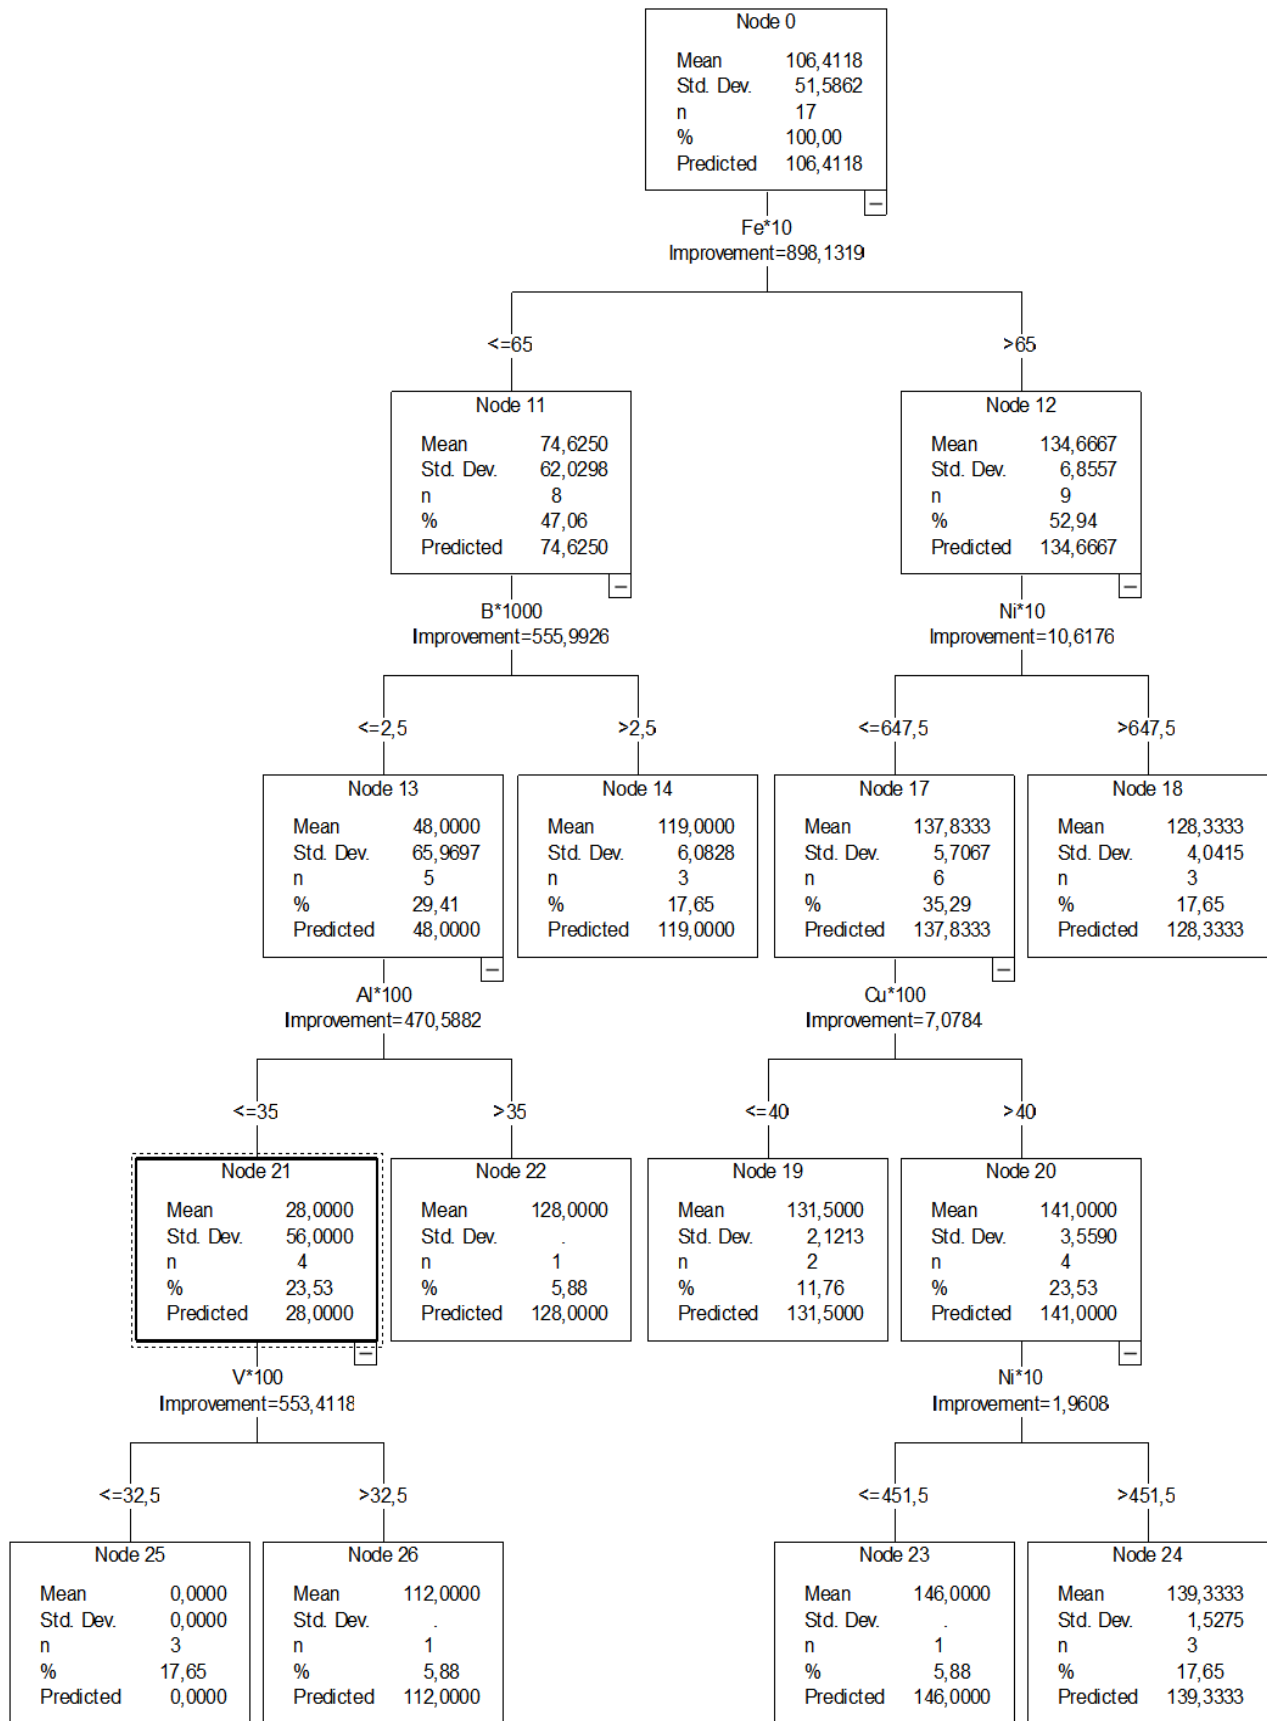 Node 0
Mean 106,4118
Std. Dev. 51,5862
n 17
% 100,00
Predicted 106,4118
Fe*10
Improvement=898,1319
<=65
>65
Node 11
Mean 74,6250
Std. Dev. 62,0298
n 8
% 47,06
Predicted 74,6250
Node 12
Mean 134,6667
Std. Dev. 6,8557
n 9
% 52,94
Predicted 134,6667
B*1000
Improvement=555,9926
Ni*10
Improvement=10,6176
<=2,5
>2,5
<=647,5
>647,5
Node 13
Mean 48,0000
Std. Dev. 65,9697
n 5
% 29,41
Predicted 48,0000
Node 14
Mean 119,0000
Std. Dev. 6,0828
n 3
% 17,65
Predicted 119,0000
Node 17
Mean 137,8333
Std. Dev. 5,7067
n 6
% 35,29
Predicted 137,8333
Node 18
Mean 128,3333
Std. Dev. 4,0415
n 3
% 17,65
Predicted 128,3333
Al*100
Improvement=470,5882
Cu*100
Improvement=7,0784
<=35
>35
<=40
>40
Node 21
Mean 28,0000
Std. Dev. 56,0000
n 4
% 23,53
Predicted 28,0000
Node 22
Mean 128,0000
Std. Dev. .
n 1
% 5,88
Predicted 128,0000
Node 19
Mean 131,5000
Std. Dev. 2,1213
n 2
% 11,76
Predicted 131,5000
Node 20
Mean 141,0000
Std. Dev. 3,5590
n 4
% 23,53
Predicted 141,0000
V*100
Improvement=553,4118
Ni*10
Improvement=1,9608
<=32,5
>32,5
<=451,5
>451,5
Node 25
Mean 0,0000
Std. Dev. 0,0000
n 3
% 17,65
Predicted 0,0000
Node 26
Mean 112,0000
Std. Dev. .
n 1
% 5,88
Predicted 112,0000
Node 23
Mean 146,0000
Std. Dev. .
n 1
% 5,88
Predicted 146,0000
Node 24
Mean 139,3333
Std. Dev. 1,5275
n 3
% 17,65
Predicted 139,3333